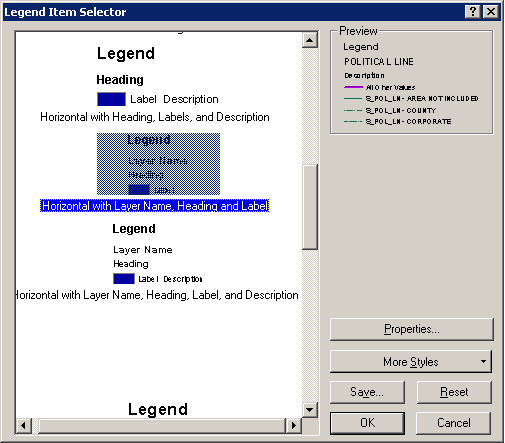 Legend Item Selector
Legend
Heading
Label Description
Horizontal with Heading, Labels, and Description
Legend
Layer Name
Heading
Label
Horizontal with Layer Name, Heading and Label
Legend
Layer Name
Heading
Label Description
Horizontal with Layer Name, Heading, Label, and Description
Legend
Preview
Legend
POLITICAL LINE
Description
All Other Values
S_POL_LN - AREA NOT INCLUDED
S_POL_LN - COUNTY
S_POL_LN - CORPORATE
Properties...
More Styles
Save...
Reset
OK
Cancel